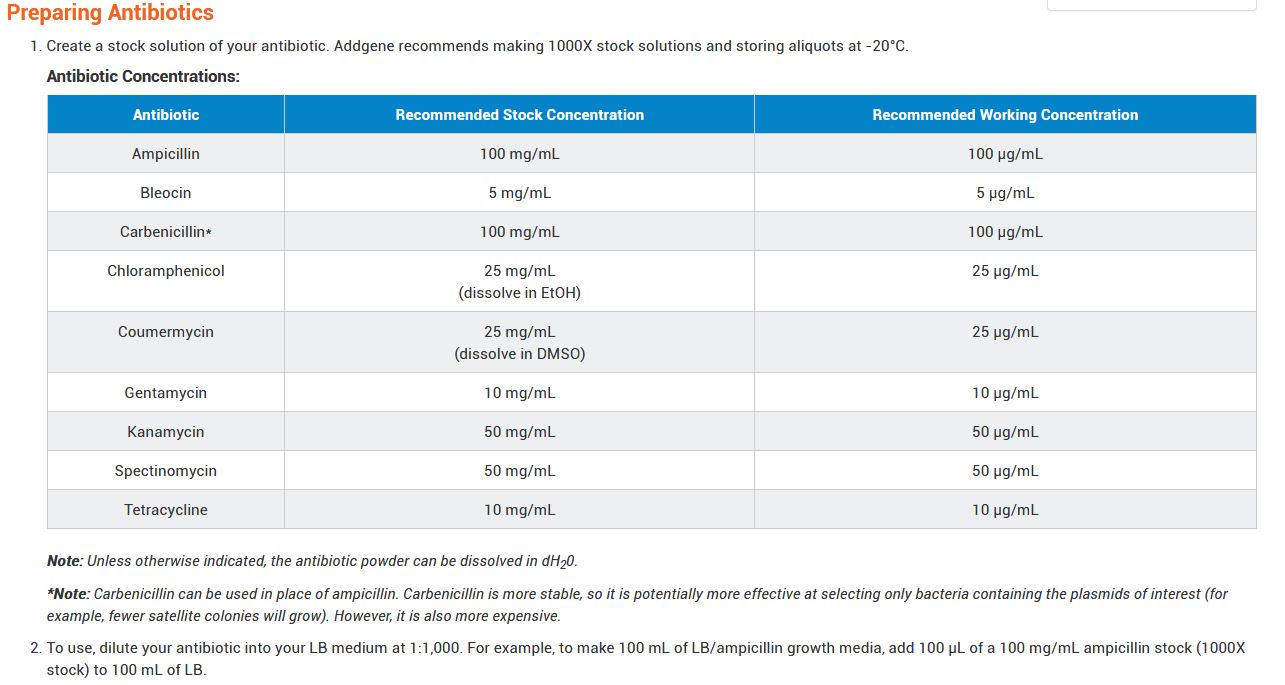 Preparing Antibiotics
1. Create a stock solution of your antibiotic. Addgene recommends making 1000X stock solutions and storing aliquots at -20°C.
Antibiotic Concentrations:
Antibiotic Recommended Stock Concentration Recommended Working Concentration
Ampicillin 100 mg/mL 100 µg/mL
Bleocin 5 mg/mL 5 µg/mL
Carbenicillin* 100 mg/mL 100 µg/mL
Chloramphenicol 25 mg/mL 25 µg/mL
(dissolve in EtOH)
Coumermycin 25 mg/mL 25 µg/mL
(dissolve in DMSO)
Gentamycin 10 mg/mL 10 µg/mL
Kanamycin 50 mg/mL 50 µg/mL
Spectinomycin 50 mg/mL 50 µg/mL
Tetracycline 10 mg/mL 10 µg/mL
Note: Unless otherwise indicated, the antibiotic powder can be dissolved in dH₂0.
*Note: Carbenicillin can be used in place of ampicillin. Carbenicillin is more stable, so it is potentially more effective at selecting only bacteria containing the plasmids of interest (for
example, fewer satellite colonies will grow). However, it is also more expensive.
2. To use, dilute your antibiotic into your LB medium at 1:1,000. For example, to make 100 mL of LB/ampicillin growth media, add 100 µL of a 100 mg/mL ampicillin stock (1000X
stock) to 100 mL of LB.